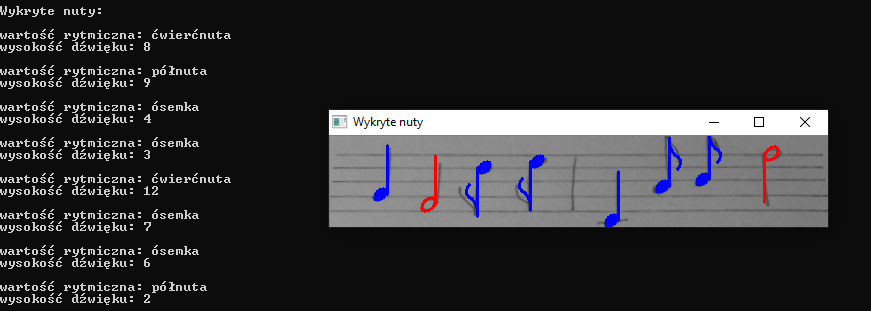 Wykryte nuty:
wartość rytmiczna: ćwierćnuta
wysokość dźwięku: 8
wartość rytmiczna: półnuta
wysokość dźwięku: 9
wartość rytmiczna: ósemka
wysokość dźwięku: 4
wartość rytmiczna: ósemka
wysokość dźwięku: 3
wartość rytmiczna: ćwierćnuta
wysokość dźwięku: 12
wartość rytmiczna: ósemka
wysokość dźwięku: 7
wartość rytmiczna: ósemka
wysokość dźwięku: 6
wartość rytmiczna: półnuta
wysokość dźwięku: 2
Wykryte nuty